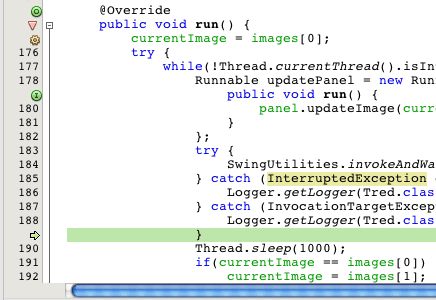 @Override
public void run() {
currentImage = images[0];
176 try {
177 while(!Thread.currentThread().isIn
178 Runnable updatePanel = new Run
public void run() {
180 panel.updateImage(curr
181 }
182 };
183 try {
184 SwingUtilities.invokeAndWa
185 } catch (InterruptedException
186 Logger.getLogger(Tred.clas
187 } catch (InvocationTargetExcep
188 Logger.getLogger(Tred.clas
}
190 Thread.sleep(1000);
191 if(currentImage == images[0])
192 currentImage = images[1];